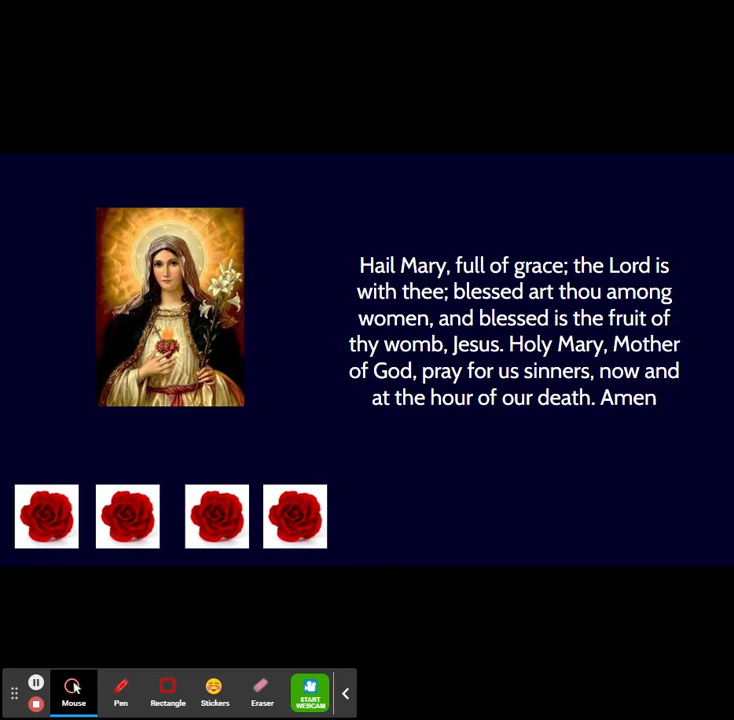 Hail Mary, full of grace; the Lord is
with thee; blessed art thou among
women, and blessed is the fruit of
thy womb, Jesus. Holy Mary, Mother
of God, pray for us sinners, now and
at the hour of our death. Amen
Mouse
Pen
Rectangle
Stickers
Eraser
START
WEBCAM